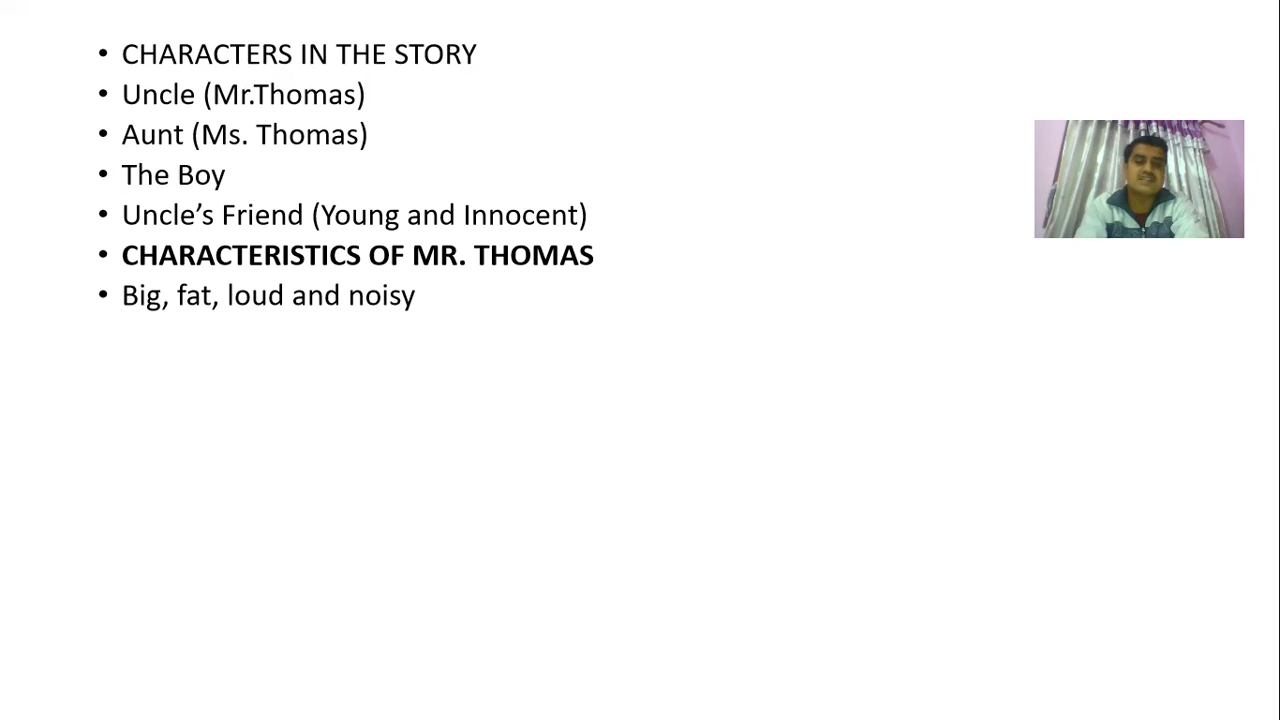 • CHARACTERS IN THE STORY
• Uncle (Mr.Thomas)
• Aunt (Ms. Thomas)
• The Boy
• Uncle’s Friend (Young and Innocent)
• CHARACTERISTICS OF MR. THOMAS
• Big, fat, loud and noisy